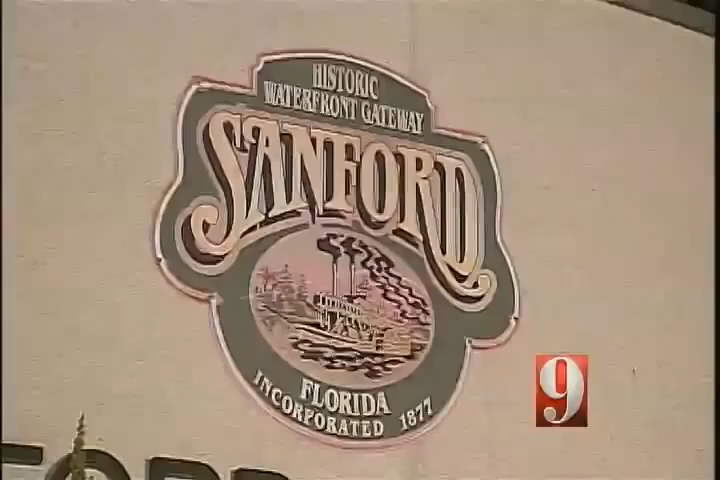 HISTORIC
WATERFRONT GATEWAY
SANFORD
FLORIDA
INCORPORATED 1877
9